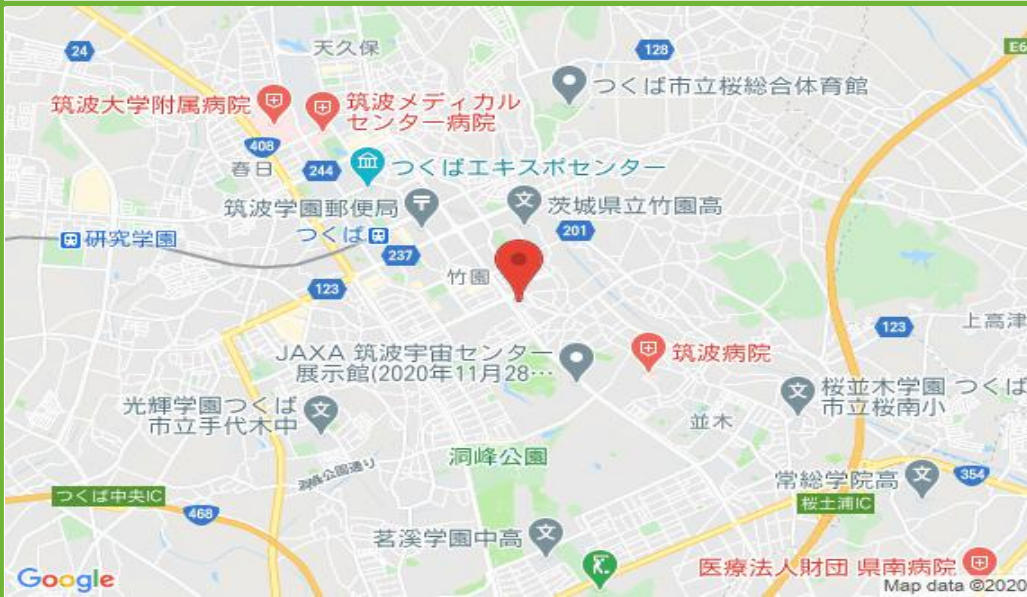 24
天久保
128
E6
つくば市立桜総合体育館
筑波大学附属病院
筑波メディカル
センター病院
408
春日
244
つくばエキスポセンター
筑波学園郵便局
茨城県立竹園高
研究学園
つくば
201
237
竹園
123
123
上高津
JAXA 筑波宇宙センター
展示館(2020年11月28…
筑波病院
光輝学園つくば
市立手代木中
桜並木学園 つくば
市立桜南小
並木
洞峰公園
洞峰公園通り
常総学院高
354
つくば中央IC
桜土浦IC
468
茗溪学園中高
医療法人財団 県南病院
Google
Map data ©2020